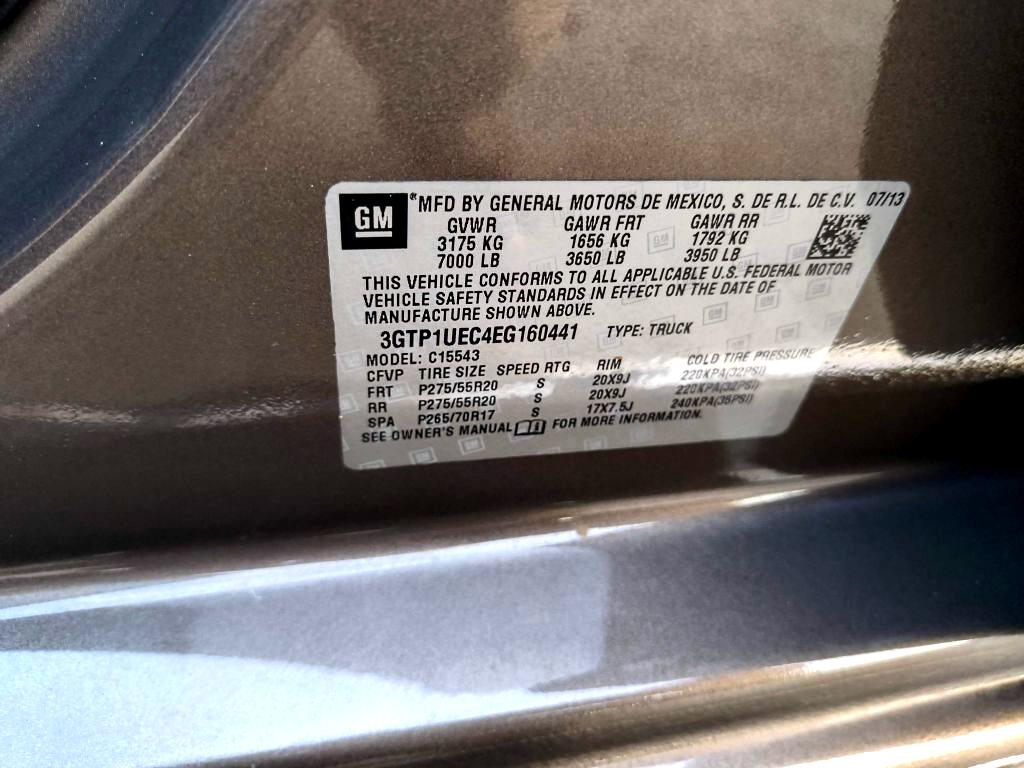 GM
®MFD BY GENERAL MOTORS DE MEXICO, S. DE R.L. DE C.V. 07/13
GVWR GAWR FRT GAWR RR
3175 KG 1656 KG 1792 KG
7000 LB 3650 LB 3950 LB
THIS VEHICLE CONFORMS TO ALL APPLICABLE U.S. FEDERAL MOTOR
VEHICLE SAFETY STANDARDS IN EFFECT ON THE DATE OF
MANUFACTURE SHOWN ABOVE.
3GTP1UEC4EG160441 TYPE: TRUCK
MODEL: C15543
CFVP TIRE SIZE SPEED RTG RIM COLD TIRE PRESSURE
FRT P275/55R20 S 20X9J 220KPA(32PSI)
RR P275/55R20 S 20X9J 220KPA(32PSI)
SPA P265/70R17 S 17X7.5J 240KPA(35PSI)
SEE OWNER'S MANUAL FOR MORE INFORMATION.